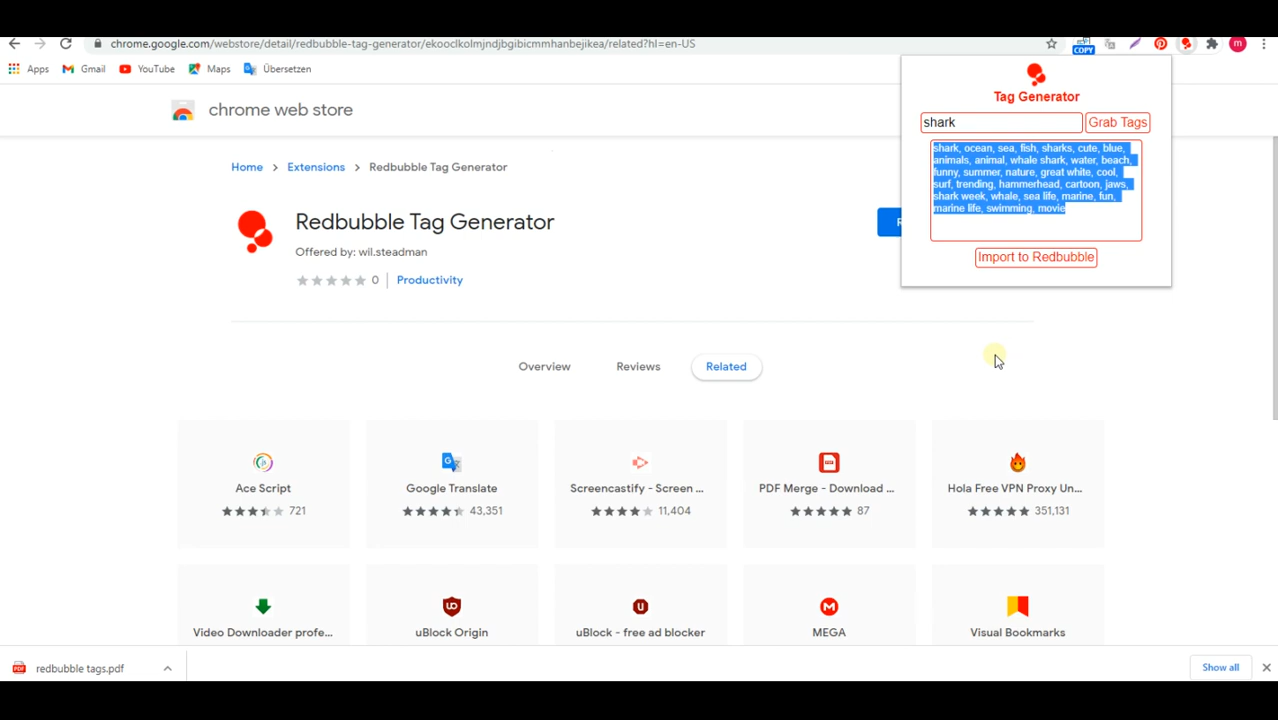 chrome.google.com/webstore/detail/redbubble-tag-generator/ekooclkolmjndjbgibicmmhanbejikea/related?hl=en-US
COPY
m
Apps
Gmail
YouTube
Maps
Übersetzen
Tag Generator
shark
Grab Tags
shark, ocean, sea, fish, sharks, cute, blue,
animals, animal, whale shark, water, beach,
funny, summer, nature, great white, cool,
surf, trending, hammerhead, cartoon, jaws,
shark week, whale, sea life, marine, fun,
marine life, swimming, movie
Import to Redbubble
chrome web store
Home > Extensions > Redbubble Tag Generator
Redbubble Tag Generator
Offered by: wil.steadman
0
Productivity
Overview
Reviews
Related
Ace Script
721
Google Translate
43,351
Screencastify - Screen ...
11,404
PDF Merge - Download ...
87
Hola Free VPN Proxy Un...
351,131
Video Downloader profe...
uBlock Origin
uBlock - free ad blocker
MEGA
Visual Bookmarks
redbubble tags.pdf
Show all